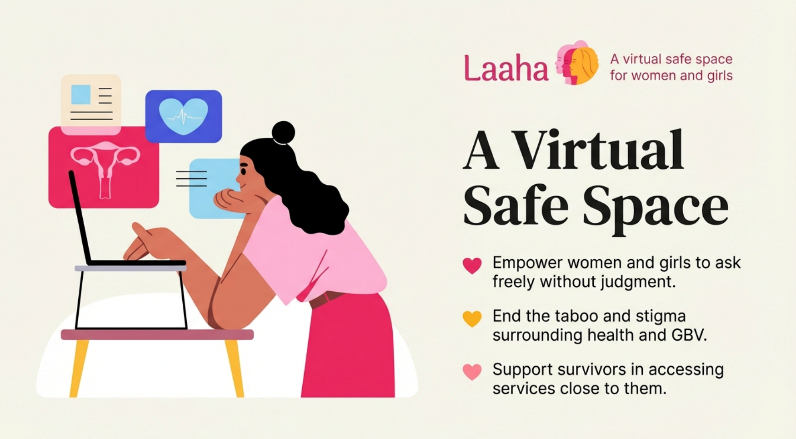 Laaha
A virtual safe space
for women and girls
A Virtual
Safe Space
Empower women and girls to ask
freely without judgment.
End the taboo and stigma
surrounding health and GBV.
Support survivors in accessing
services close to them.